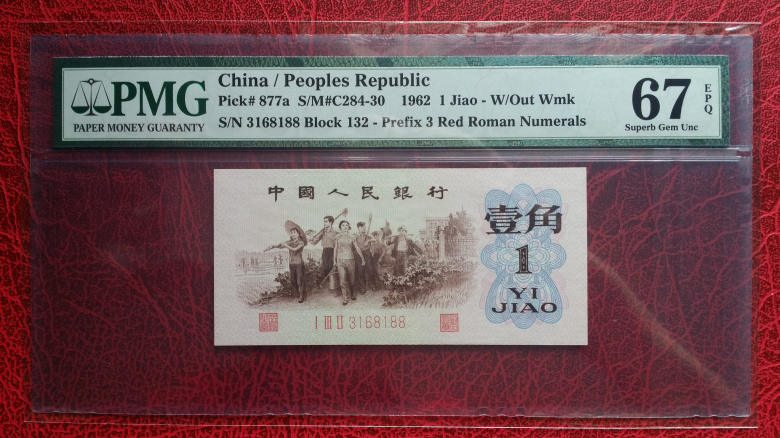 PMG
PAPER MONEY GUARANTY
China / Peoples Republic
Pick# 877a S/M#C284-30 1962 1 Jiao - W/Out Wmk
S/N 3168188 Block 132 - Prefix 3 Red Roman Numerals
67
EPQ
Superb Gem Unc
中國人民銀行
壹角
1
YI
JIAO
I III II 3168188